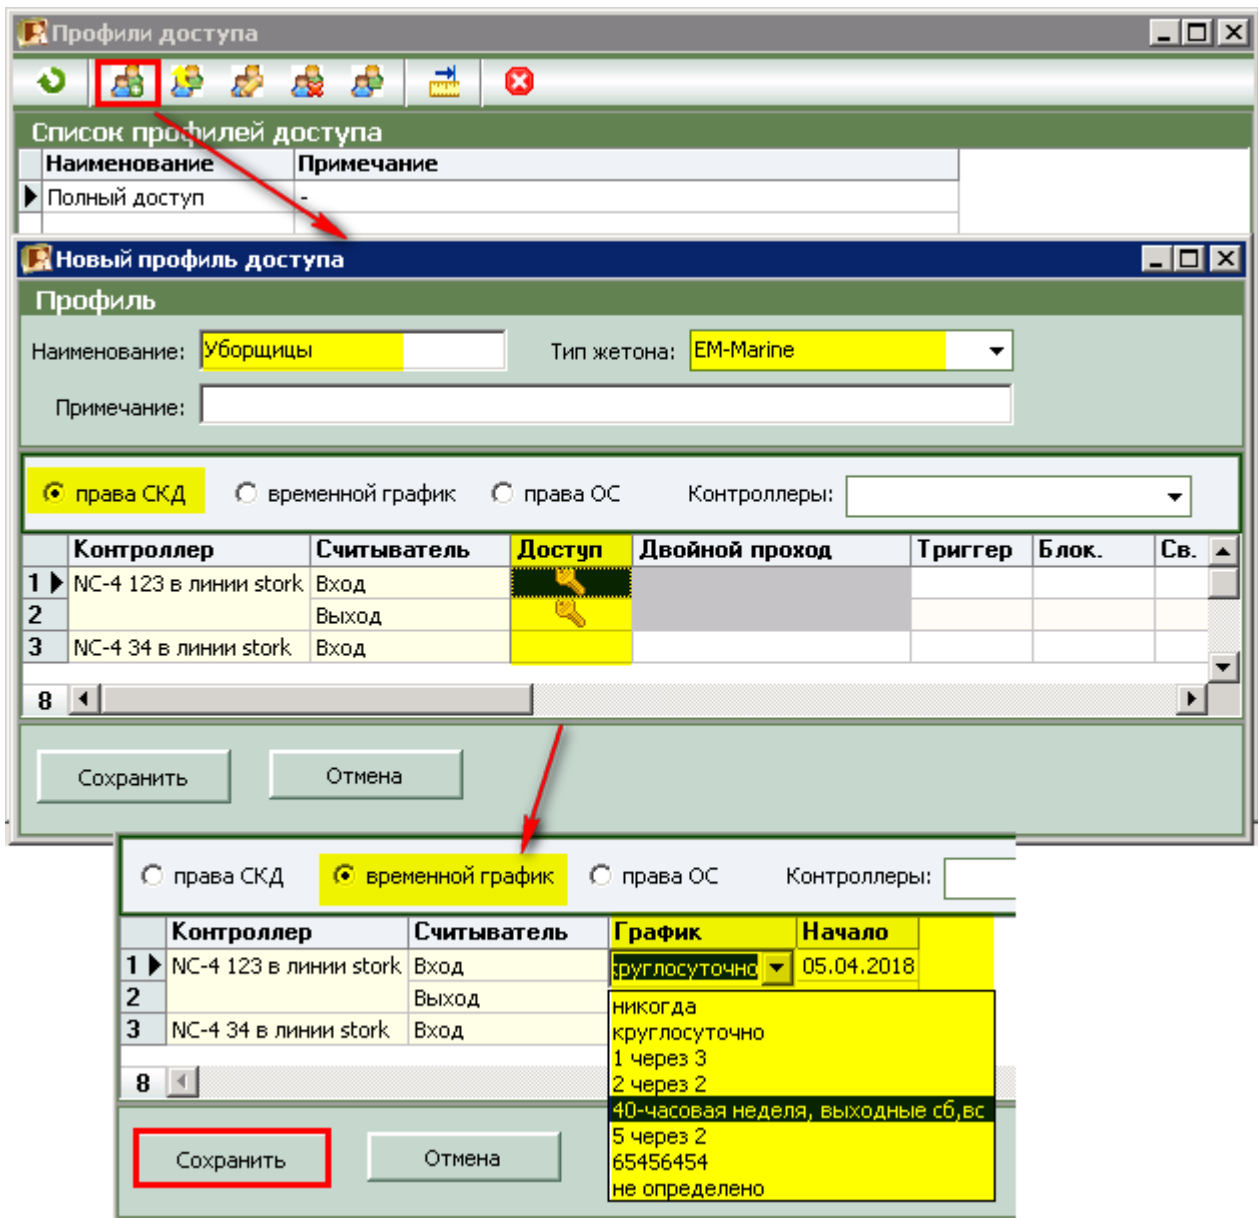 Профили доступа
Список профилей доступа
Наименование Примечание
Полный доступ -
Новый профиль доступа
Профиль
Наименование: Уборщицы Тип жетона: EM-Marine
Примечание:
права СКД временной график права ОС Контроллеры:
Контроллер Считыватель Доступ Двойной проход Триггер Блок. Св.
1 NC-4 123 в линии stork Вход
2 Выход
3 NC-4 34 в линии stork Вход
8
Сохранить Отмена
права СКД временной график права ОС Контроллеры:
Контроллер Считыватель График Начало
1 NC-4 123 в линии stork Вход круглосуточно 05.04.2018
2 Выход
3 NC-4 34 в линии stork Вход
никогда
круглосуточно
1 через 3
2 через 2
40-часовая неделя, выходные сб,вс
5 через 2
65456454
не определено
8
Сохранить Отмена